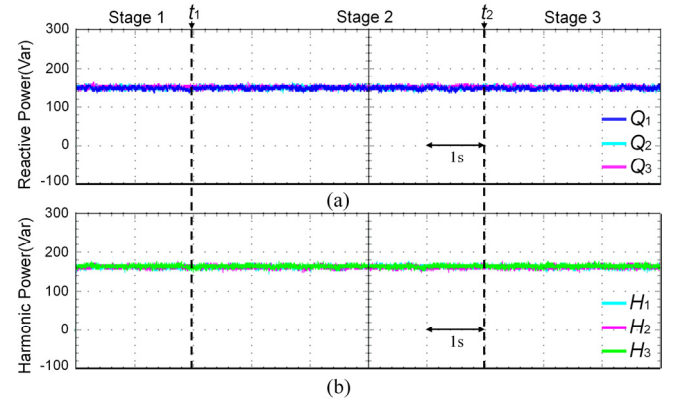 Stage 1
t1
Stage 2
t2
Stage 3
Reactive Power(Var)
300
200
100
0
-100
1s
Q1
Q2
Q3
(a)
Harmonic Power(Var)
300
200
100
0
-100
1s
H1
H2
H3
(b)